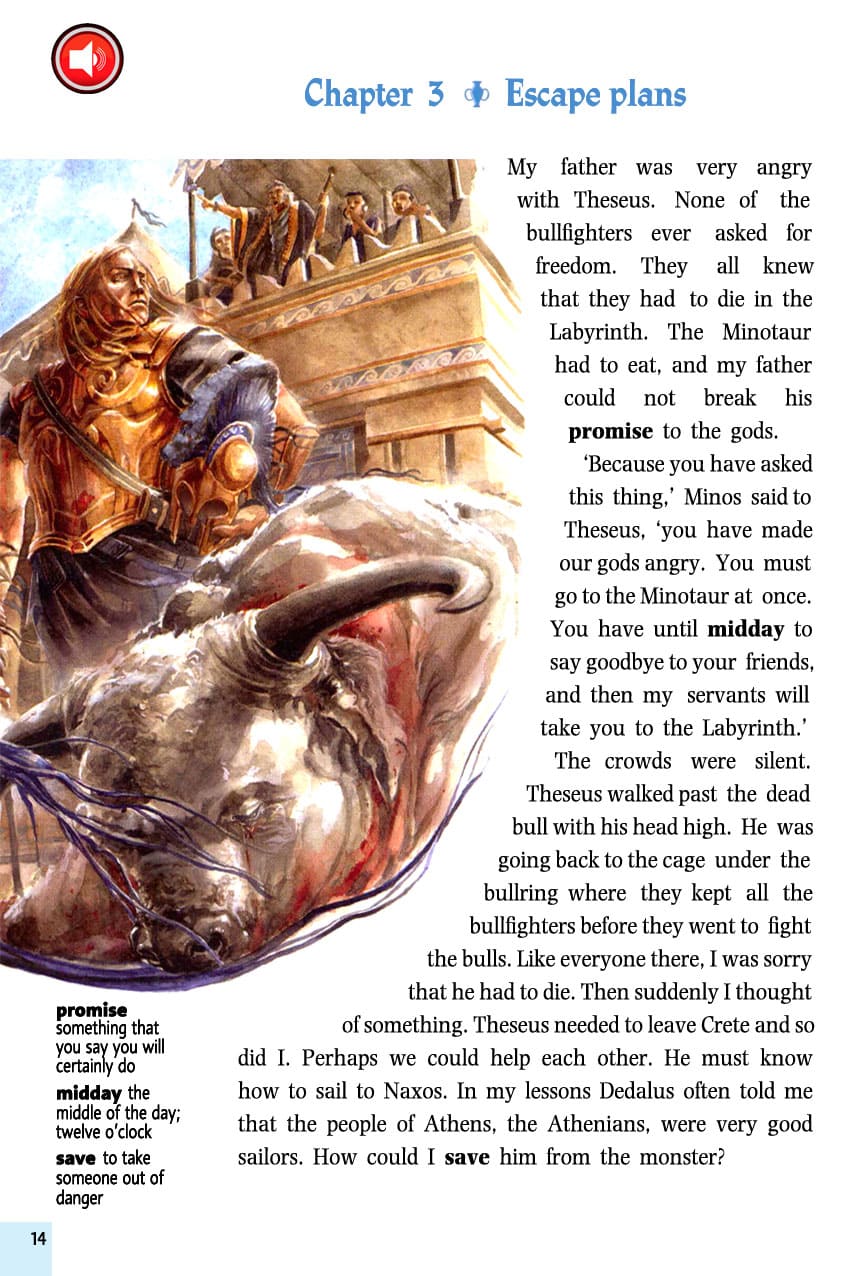 Chapter 3 Escape plans
My father was very angry
with Theseus. None of the
bullfighters ever asked for
freedom. They all knew
that they had to die in the
Labyrinth. The Minotaur
had to eat, and my father
could not break his
promise to the gods.
‘Because you have asked
this thing,’ Minos said to
Theseus, ‘you have made
our gods angry. You must
go to the Minotaur at once.
You have until midday to
say goodbye to your friends,
and then my servants will
take you to the Labyrinth.’
The crowds were silent.
Theseus walked past the dead
bull with his head high. He was
going back to the cage under the
bullring where they kept all the
bullfighters before they went to fight
the bulls. Like everyone there, I was sorry
that he had to die. Then suddenly I thought
of something. Theseus needed to leave Crete and so
did I. Perhaps we could help each other. He must know
how to sail to Naxos. In my lessons Dedalus often told me
that the people of Athens, the Athenians, were very good
sailors. How could I save him from the monster?
promise
something that
you say you will
certainly do
midday the
middle of the day;
twelve o’clock
save to take
someone out of
danger
14